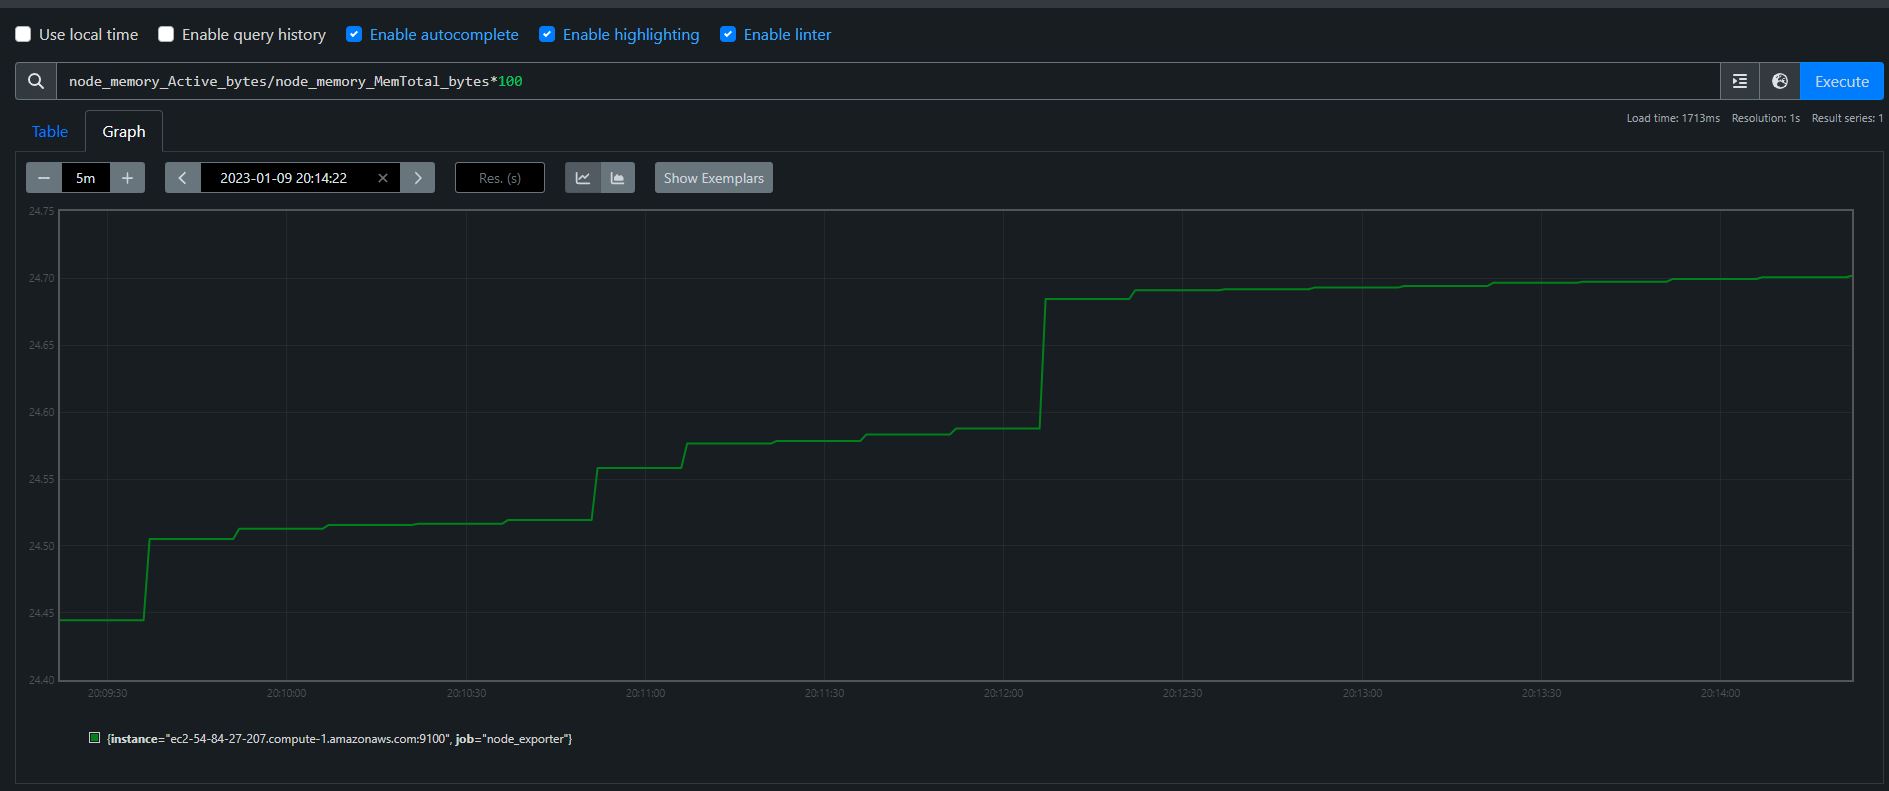 Use local time Enable query history Enable autocomplete Enable highlighting Enable linter
node_memory_Active_bytes/node_memory_MemTotal_bytes*100 Execute
Load time: 1713ms Resolution: 1s Result series: 1
Table Graph
5m 2023-01-09 20:14:22 Res. (s) Show Exemplars
24.75
24.70
24.65
24.60
24.55
24.50
24.45
24.40
20:09:30 20:10:00 20:10:30 20:11:00 20:11:30 20:12:00 20:12:30 20:13:00 20:13:30 20:14:00
{instance="ec2-54-84-27-207.compute-1.amazonaws.com:9100", job="node_exporter"}